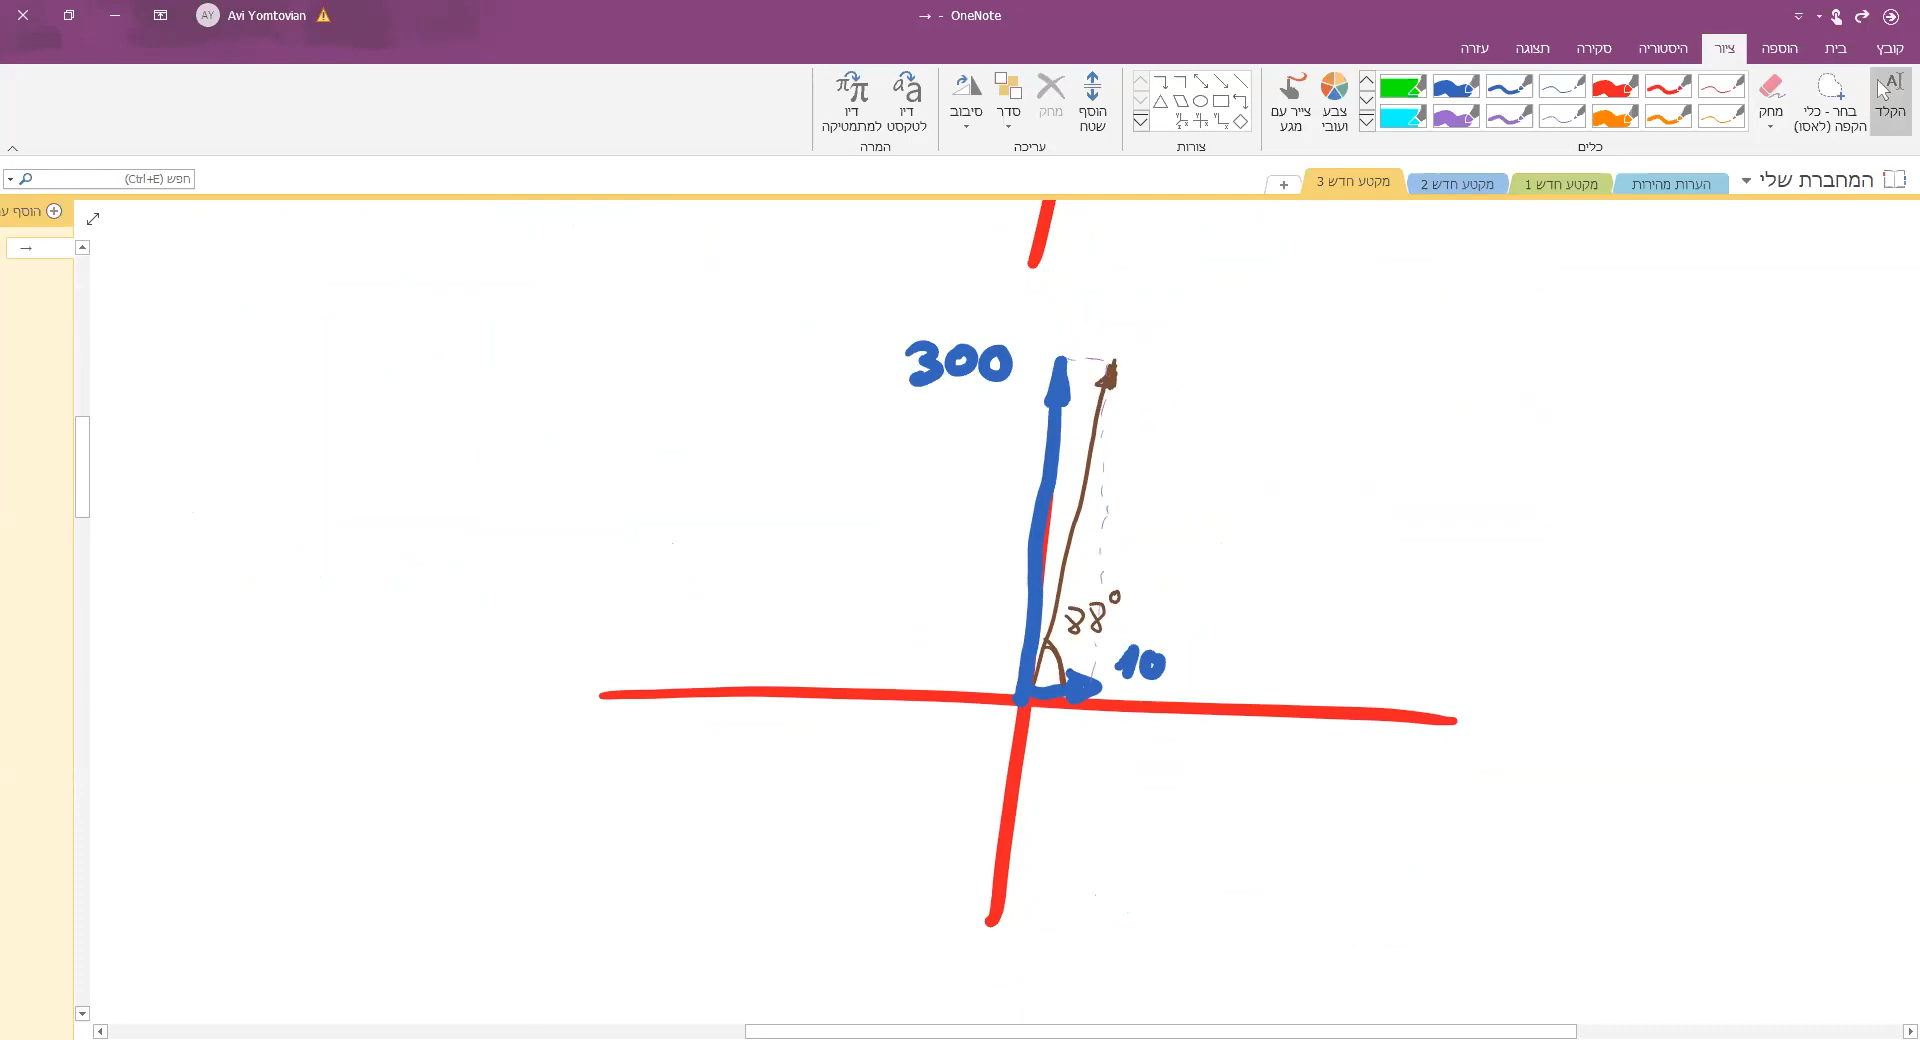 Avi Yomtovian
AY
→ - OneNote
קובץ
בית
הוספה
ציור
היסטוריה
סקירה
תצוגה
עזרה
הקלד
בחר - כלי
הקפה (לאסו)
מחק
כלים
צבע
ועובי
צייר עם
מגע
צורות
הוסף
שטח
מחק
סדר
סיבוב
עריכה
דיו
לטקסט
דיו
למתמטיקה
המרה
המחברת שלי
הערות מהירות
מקטע חדש 1
מקטע חדש 2
מקטע חדש 3
+
חפש (Ctrl+E)
הוסף
→
300
88°
10